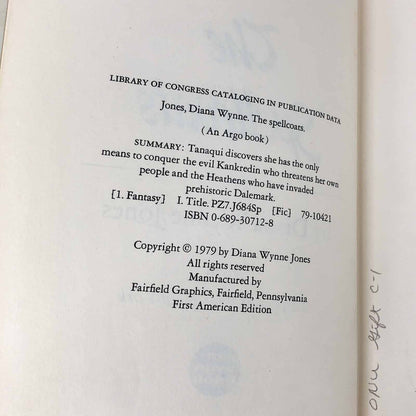 LIBRARY OF CONGRESS CATALOGING IN PUBLICATION DATA
Jones, Diana Wynne. The spellcoats.
(An Argo book)
SUMMARY: Tanaqui discovers she has the only
means to conquer the evil Kankredin who threatens her own
people and the Heathens who have invaded
prehistoric Dalemark.
[1. Fantasy] I. Title. PZ7.J684Sp [Fic] 79-10421
ISBN 0-689-30712-8
Copyright © 1979 by Diana Wynne Jones
All rights reserved
Manufactured by
Fairfield Graphics, Fairfield, Pennsylvania
First American Edition
Gift C-1